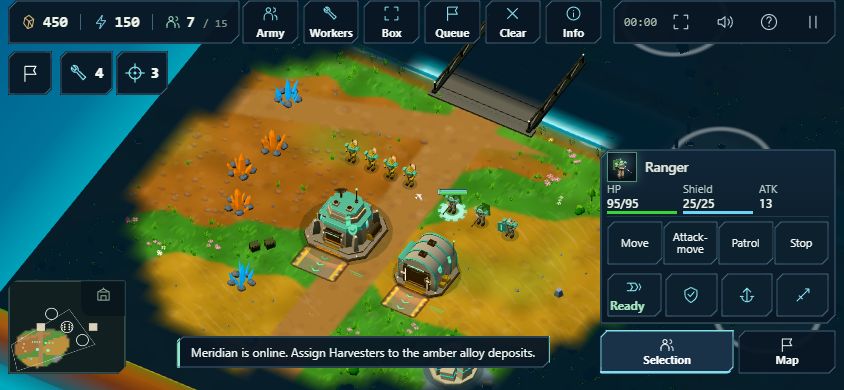 450 150 7 / 15
Army
Workers
Box
Queue
Clear
Info
00:00
4
3
Ranger
HP Shield ATK
95/95 25/25 13
Move
Attack-
move
Patrol
Stop
Ready
Meridian is online. Assign Harvesters to the amber alloy deposits.
Selection
Map